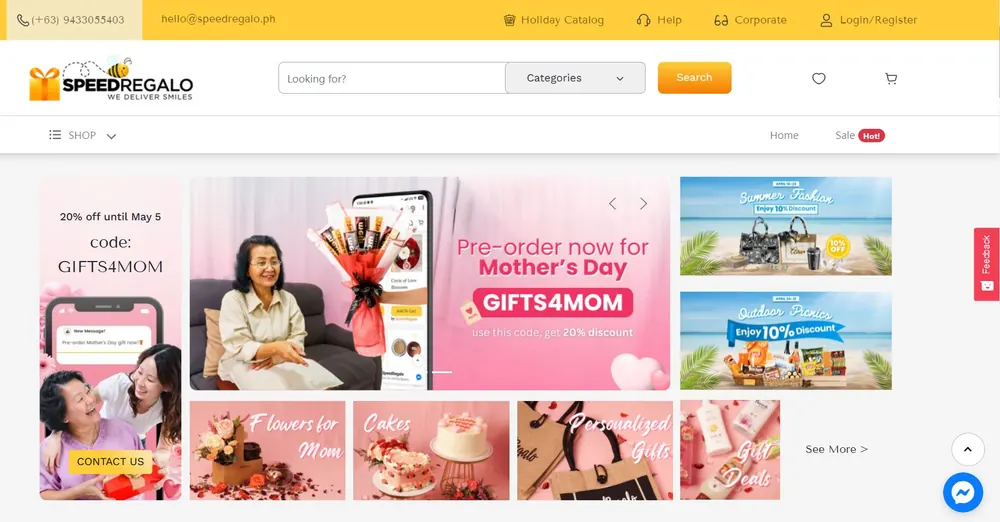 (+63) 9433055403
hello@speedregalo.ph
Holiday Catalog
Help
Corporate
Login/Register
SPEEDREGALO
WE DELIVER SMILES
Looking for?
Categories
Search
SHOP
Home
Sale Hot!
20% off until May 5
code:
GIFTS4MOM
New Message!
Pre-order Mother's Day gift now!
CONTACT US
Add To Bag
Pre-order now for
Mother's Day
GIFTS4MOM
use this code, get 20% discount
Summer Fashion
Enjoy 10% Discount
10%
OFF
Outdoor Picnics
Enjoy 10% Discount
Flowers for
Mom
Cakes
Personalized
Gifts
Gift
Deals
See More >
Feedback